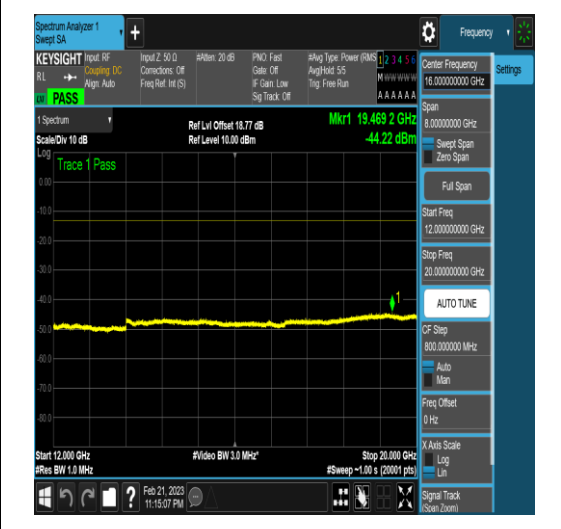 Spectrum Analyzer 1
Swept SA
Frequency
KEYSIGHT
RL
PASS
Input: RF
Coupling: DC
Align: Auto
Input Z: 50 Ω
Corrections: Off
Freq Ref: Int (S)
#Atten: 20 dB
PNO: Fast
Gate: Off
IF Gain: Low
Sig Track: Off
#Avg Type: Power (RMS
Avg|Hold: 5/5
Trig: Free Run
1 2 3 4 5 6
M w w w w w
A A A A A A
1 Spectrum
Scale/Div 10 dB
Ref Lvl Offset 18.77 dB
Ref Level 10.00 dBm
Mkr1 19.469 2 GHz
-44.22 dBm
Log
Trace 1 Pass
0.00
-10.0
-20.0
-30.0
-40.0
-50.0
-60.0
-70.0
-80.0
1
Start 12.000 GHz
#Res BW 1.0 MHz
#Video BW 3.0 MHz*
Stop 20.000 GHz
#Sweep ~1.00 s (20001 pts)
Feb 21, 2023
11:15:07 PM
?
Center Frequency
16.000000000 GHz
Settings
Span
8.00000000 GHz
Swept Span
Zero Span
Full Span
Start Freq
12.000000000 GHz
Stop Freq
20.000000000 GHz
AUTO TUNE
CF Step
800.000000 MHz
Auto
Man
Freq Offset
0 Hz
X Axis Scale
Log
Lin
Signal Track
(Span Zoom)